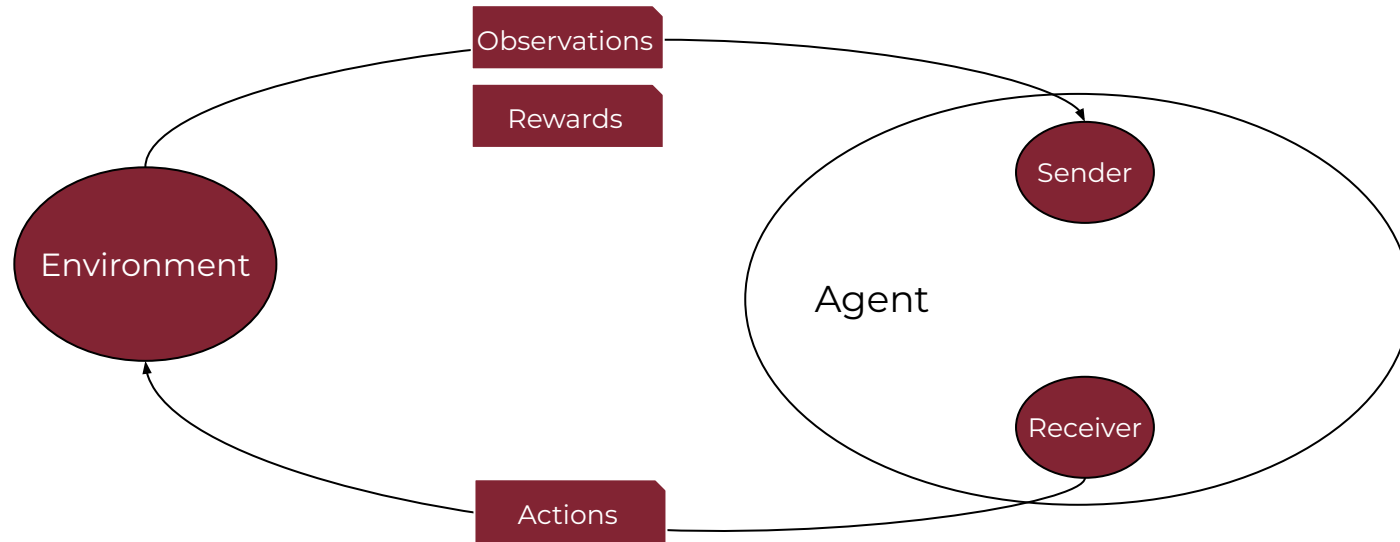 Observations
Rewards
Sender
Environment
Agent
Receiver
Actions